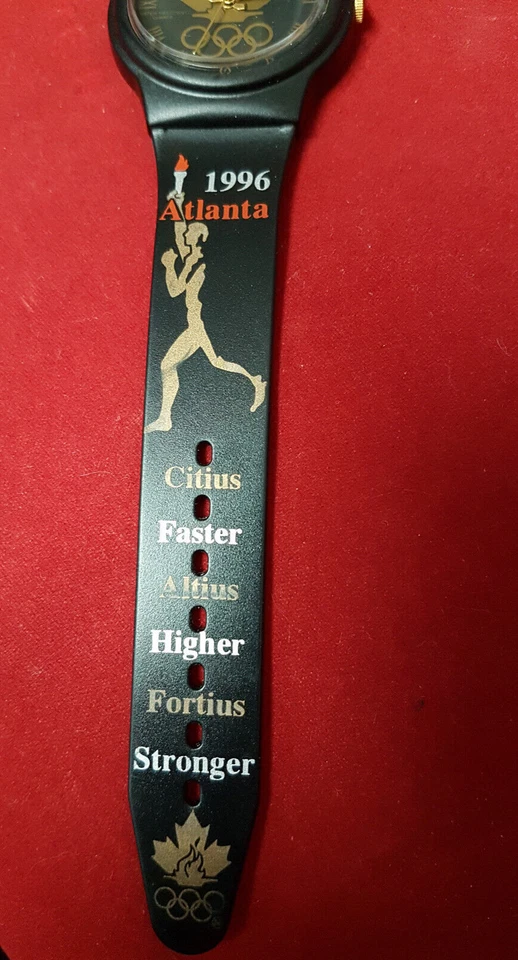 1996
Atlanta
Citius
Faster
Altius
Higher
Fortius
Stronger
®